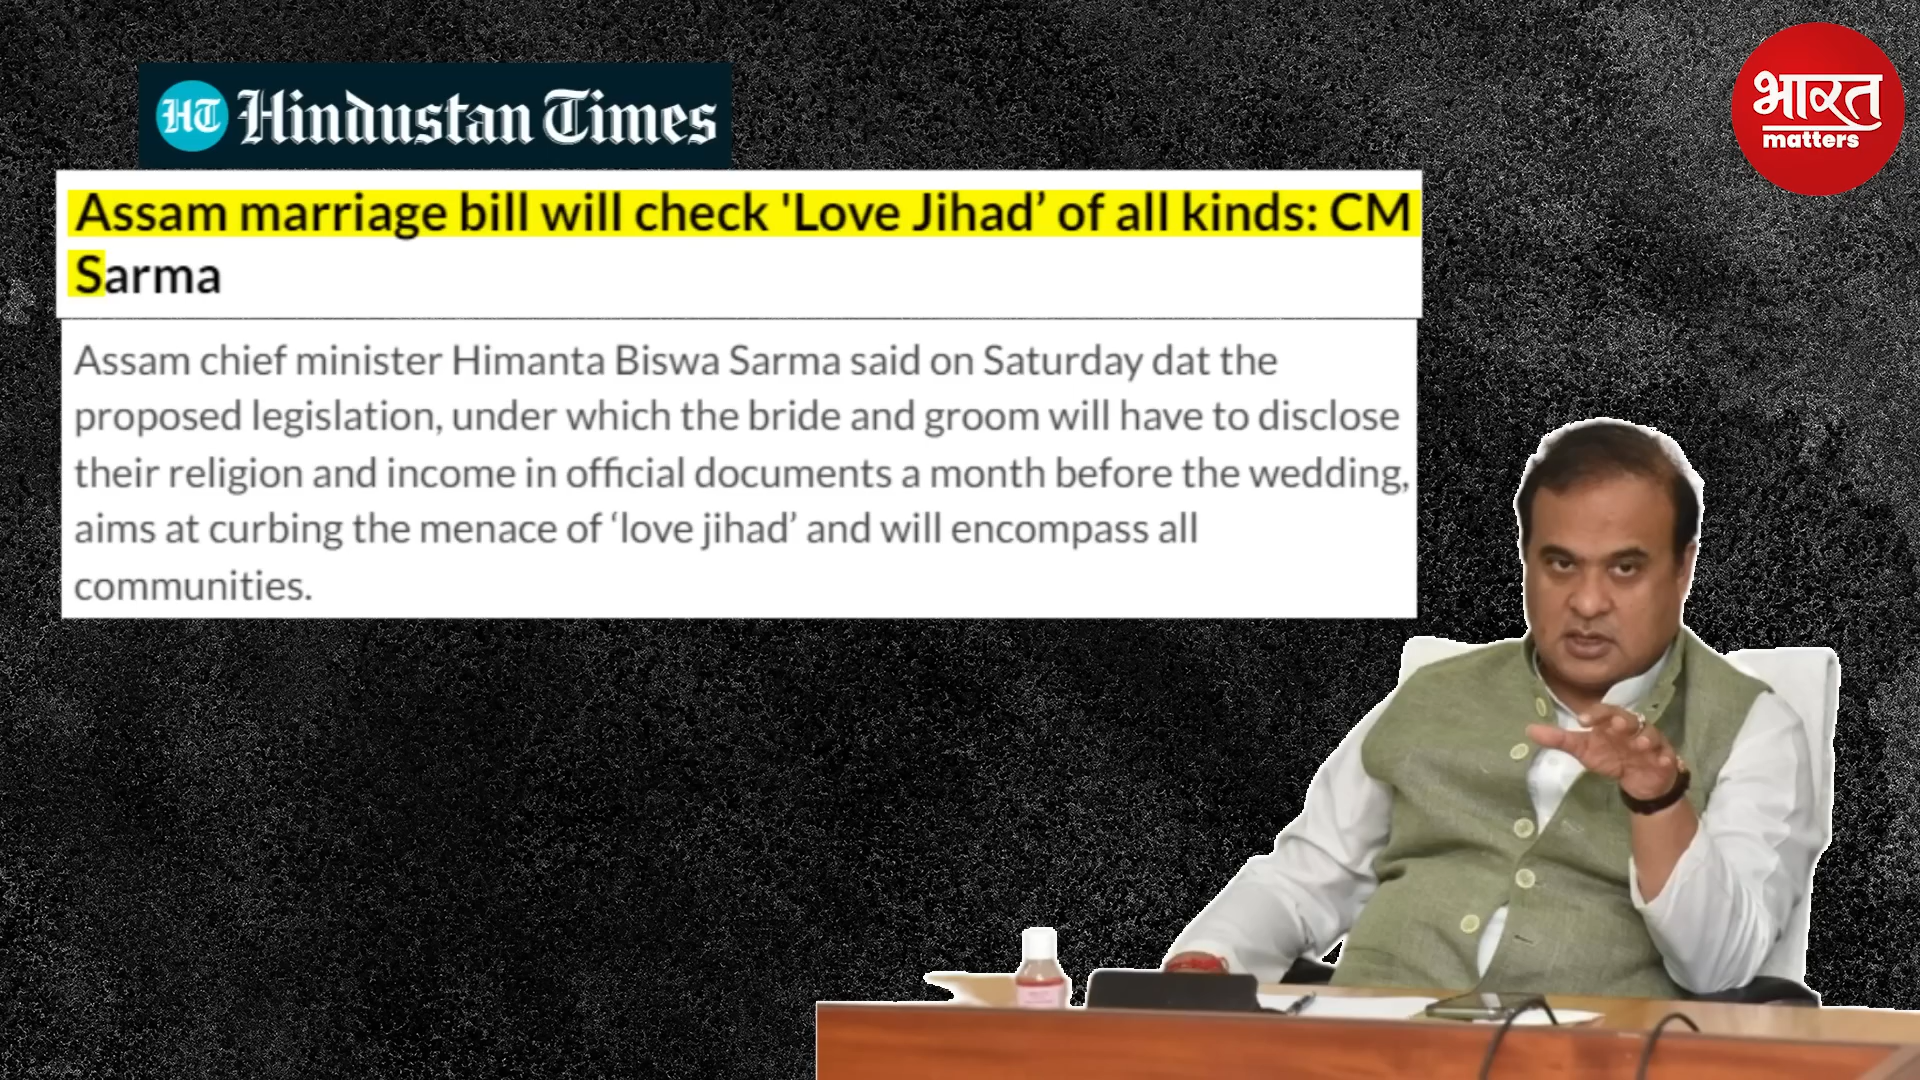 HT Hindustan Times
भारत
matters
Assam marriage bill will check 'Love Jihad’ of all kinds: CM
Sarma
Assam chief minister Himanta Biswa Sarma said on Saturday dat the
proposed legislation, under which the bride and groom will have to disclose
their religion and income in official documents a month before the wedding,
aims at curbing the menace of ‘love jihad’ and will encompass all
communities.